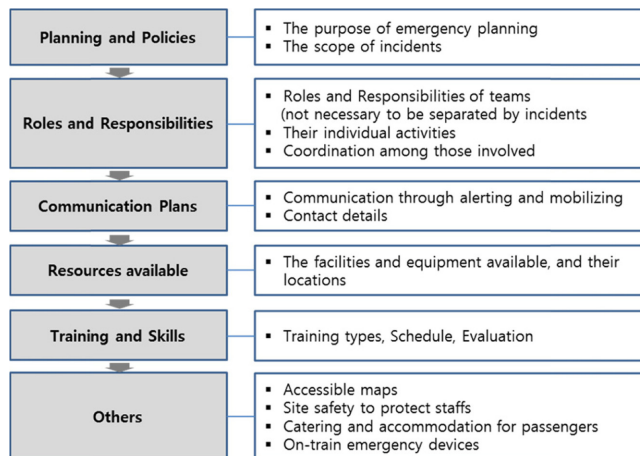 Planning and Policies
▪ The purpose of emergency planning
▪ The scope of incidents
Roles and Responsibilities
▪ Roles and Responsibilities of teams
(not necessary to be separated by incidents
▪ Their individual activities
▪ Coordination among those involved
Communication Plans
▪ Communication through alerting and mobilizing
▪ Contact details
Resources available
▪ The facilities and equipment available, and their
locations
Training and Skills
▪ Training types, Schedule, Evaluation
Others
▪ Accessible maps
▪ Site safety to protect staffs
▪ Catering and accommodation for passengers
▪ On-train emergency devices